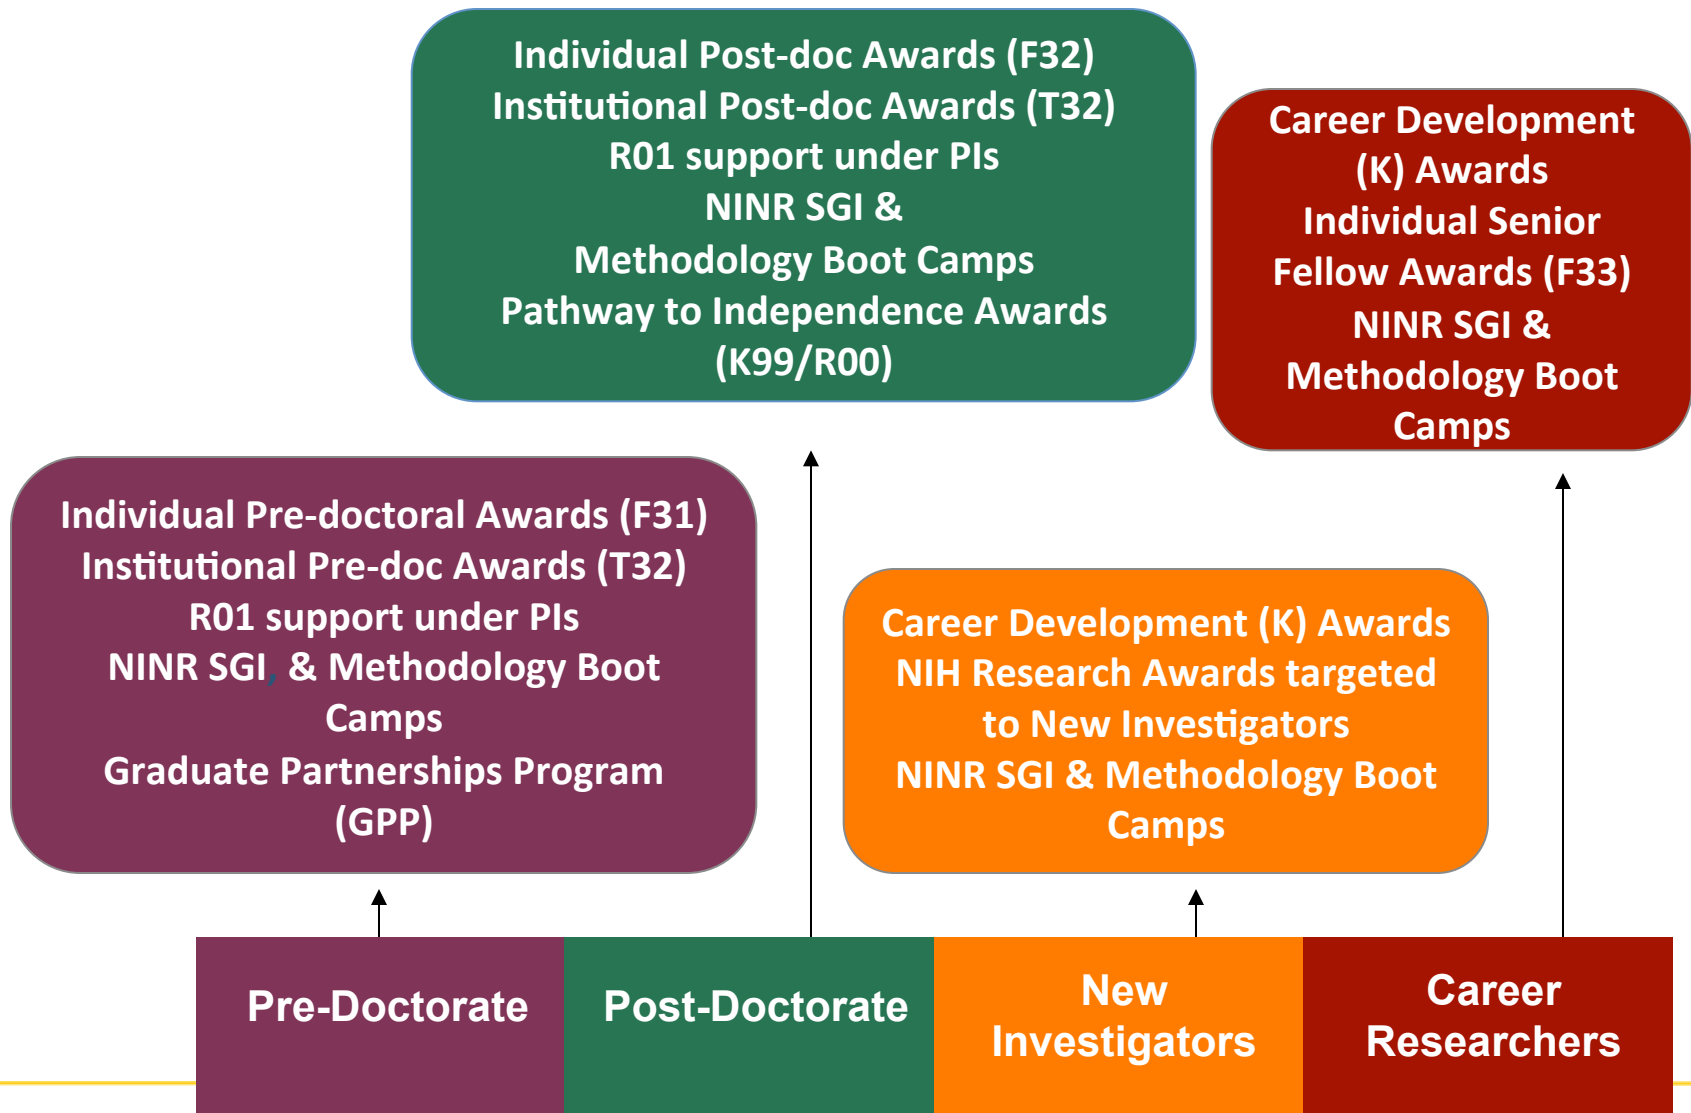 Individual Post-doc Awards (F32)
Institutional Post-doc Awards (T32)
R01 support under PIs
NINR SGI &
Methodology Boot Camps
Pathway to Independence Awards
(K99/R00)
Career Development
(K) Awards
Individual Senior
Fellow Awards (F33)
NINR SGI &
Methodology Boot
Camps
Individual Pre-doctoral Awards (F31)
Institutional Pre-doc Awards (T32)
R01 support under PIs
NINR SGI, & Methodology Boot
Camps
Graduate Partnerships Program
(GPP)
Career Development (K) Awards
NIH Research Awards targeted
to New Investigators
NINR SGI & Methodology Boot
Camps
Pre-Doctorate
Post-Doctorate
New
Investigators
Career
Researchers